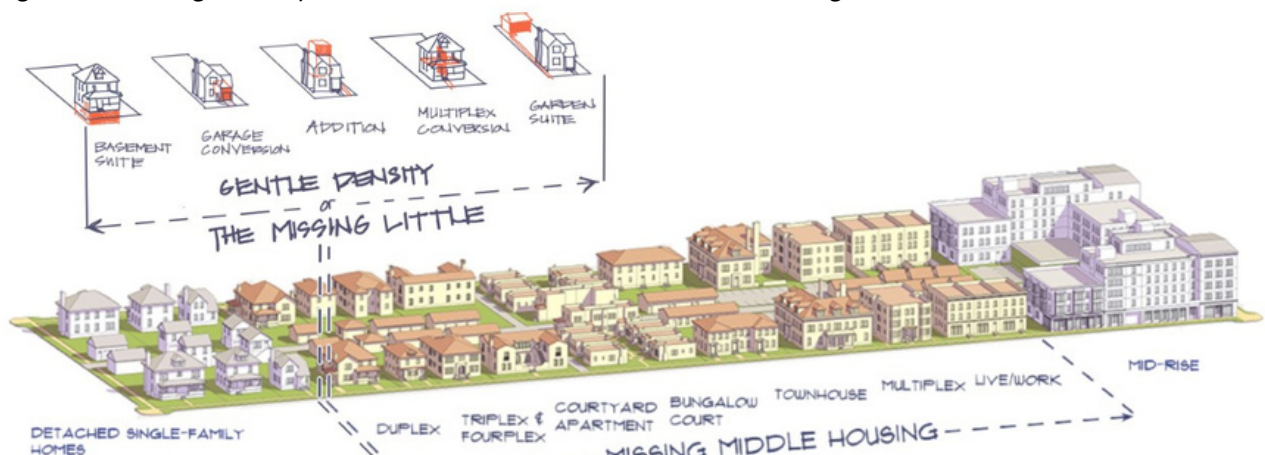 BASEMENT
SUITE
GARAGE
CONVERSION
ADDITION
MULTIPLEX
CONVERSION
GARDEN
SUITE
GENTLE DENSITY
or
THE MISSING LITTLE
DETACHED SINGLE-FAMILY
HOMES
DUPLEX
TRIPLEX &
FOURPLEX
COURTYARD
APARTMENT
BUNGALOW
COURT
TOWNHOUSE
MULTIPLEX
LIVE/WORK
MID-RISE
MISSING MIDDLE HOUSING